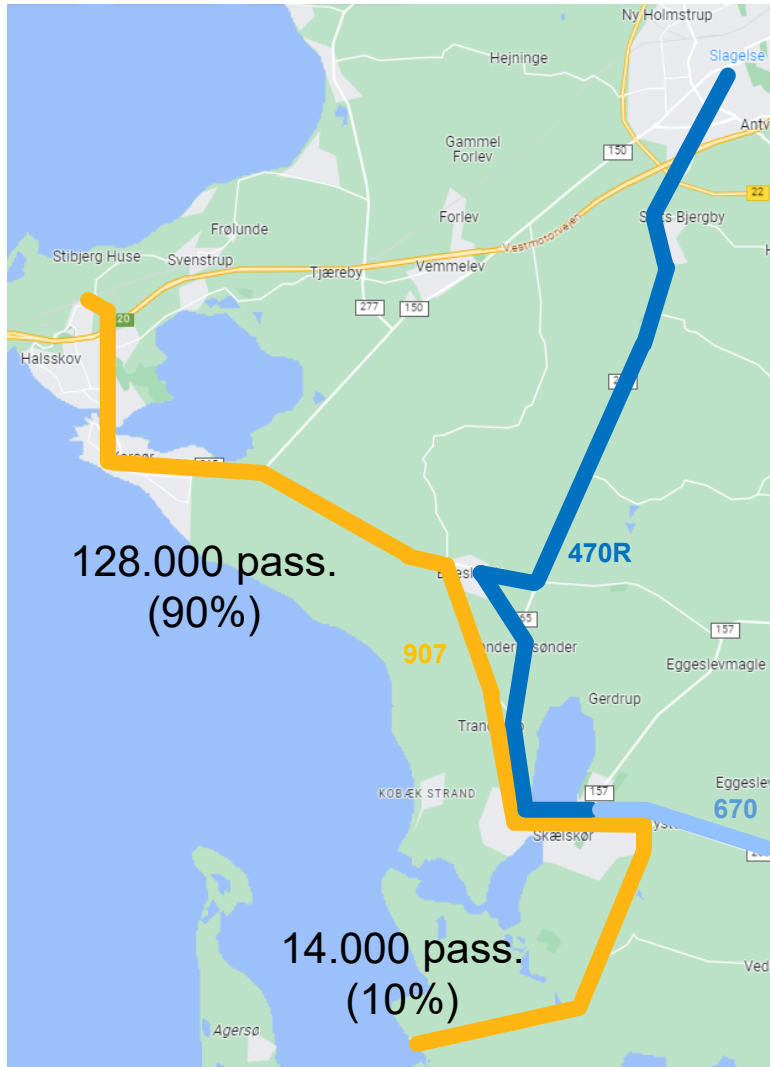 Ny Holmstrup
Slagelse
Hejninge
Antv
Gammel
Forlev
150
22
Forlev
Bjergby
Frølunde
Vestmotorvejen
Stibjerg Huse
Svenstrup
Vemmelev
Tjæreby
277
150
20
Halsskov
128.000 pass.
(90%)
470R
157
907
Eggeslevmagle
Gerdrup
KOBÆK STRAND
157
Eggeslev
670
Skælskør
14.000 pass.
(10%)
Ved
Agersø